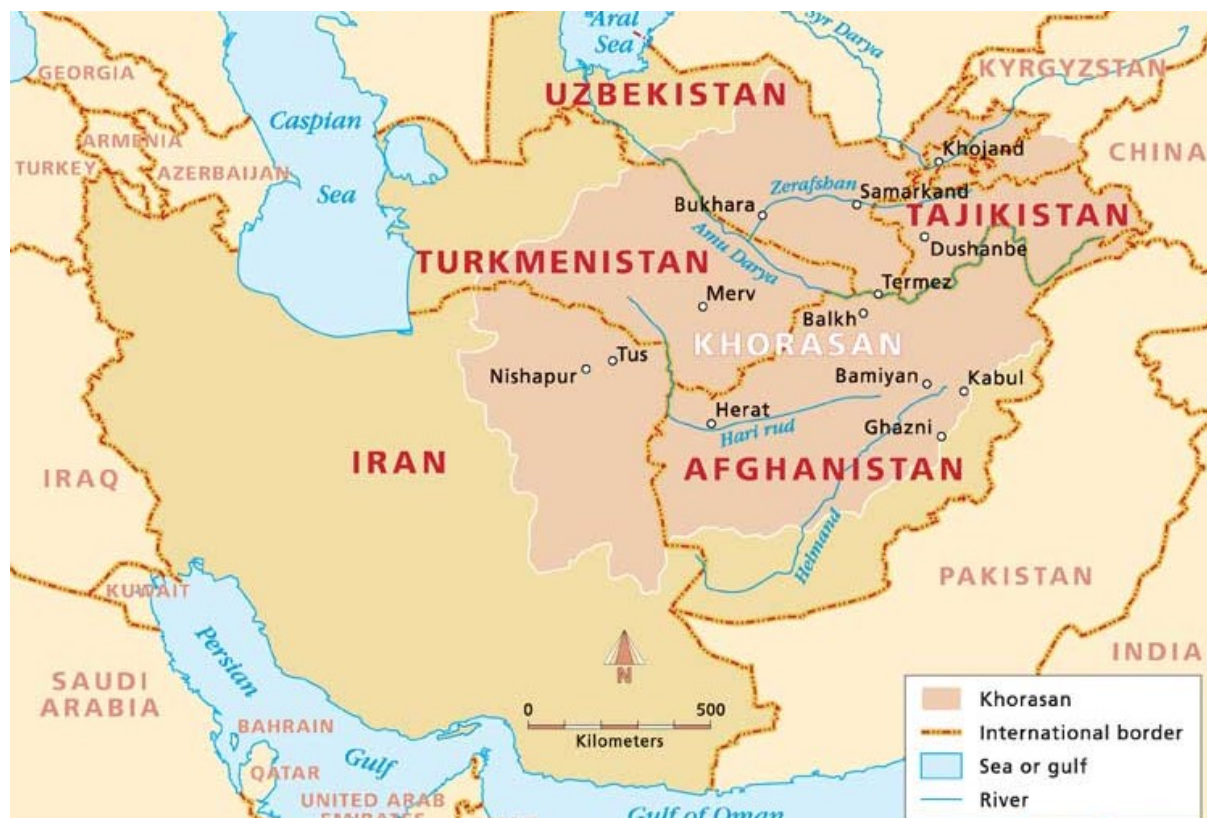 Aral
Sea
Syr Darya
GEORGIA
KYRGYZSTAN
UZBEKISTAN
Caspian
Sea
ARMENIA
TURKEY
AZERBAIJAN
Khojand
CHINA
Zerafshan
Samarkand
Bukhara
TAJIKISTAN
Amu Darya
Dushanbe
TURKMENISTAN
Termez
Merv
Balkh
KHORASAN
Tus
Nishapur
Bamiyan
Kabul
Herat
Hari rud
Ghazni
IRAN
AFGHANISTAN
IRAQ
Helmand
PAKISTAN
KUWAIT
Persian
Gulf
INDIA
SAUDI
ARABIA
N
0 500
Kilometers
BAHRAIN
QATAR
UNITED ARAB
EMIRATES
Gulf of Oman
Khorasan
International border
Sea or gulf
River